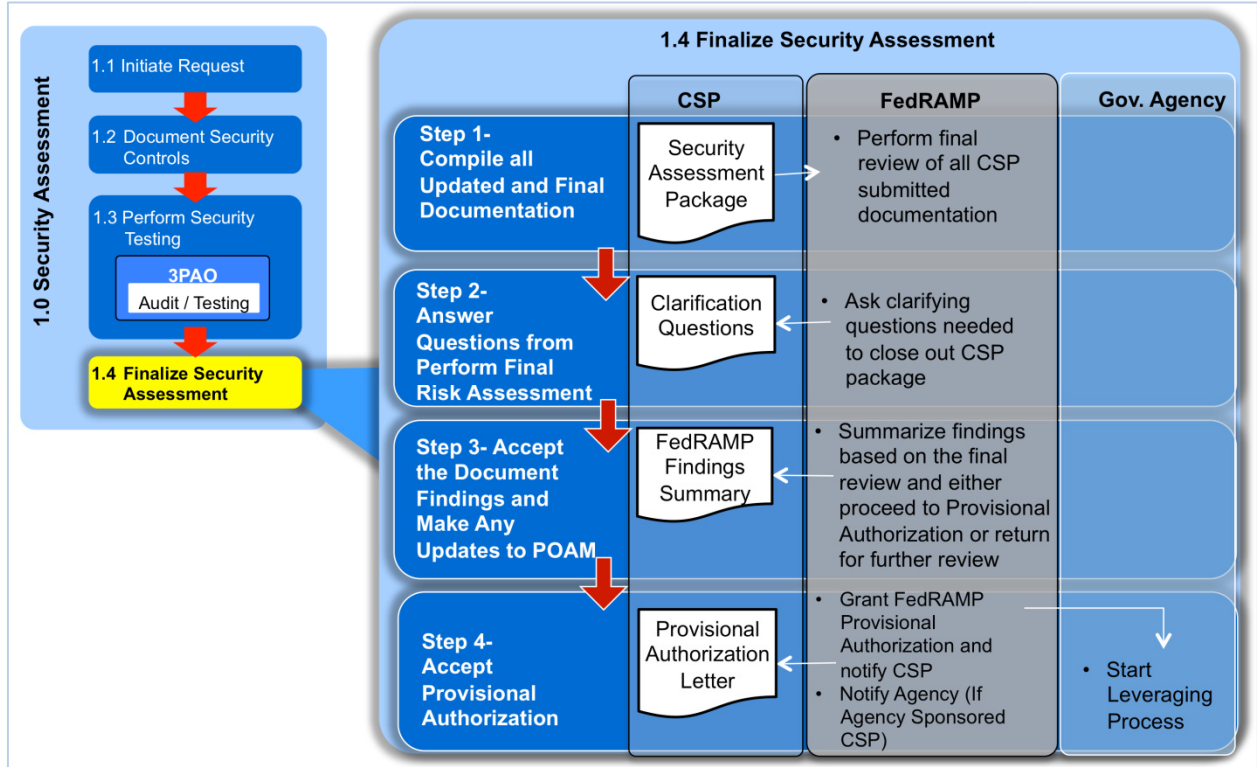 1.0 Security Assessment
1.1 Initiate Request
1.2 Document Security
Controls
1.3 Perform Security
Testing
3PAO
Audit / Testing
1.4 Finalize Security
Assessment
1.4 Finalize Security Assessment
CSP
FedRAMP
Gov. Agency
Step 1-
Compile all
Updated and Final
Documentation
Security
Assessment
Package
• Perform final
review of all CSP
submitted
documentation
Step 2-
Answer
Questions from
Perform Final
Risk Assessment
Clarification
Questions
• Ask clarifying
questions needed
to close out CSP
package
Step 3- Accept
the Document
Findings and
Make Any
Updates to POAM
FedRAMP
Findings
Summary
• Summarize findings
based on the final
review and either
proceed to Provisional
Authorization or return
for further review
Step 4-
Accept
Provisional
Authorization
Provisional
Authorization
Letter
• Grant FedRAMP
Provisional
Authorization and
notify CSP
• Notify Agency (If
Agency Sponsored
CSP)
• Start
Leveraging
Process